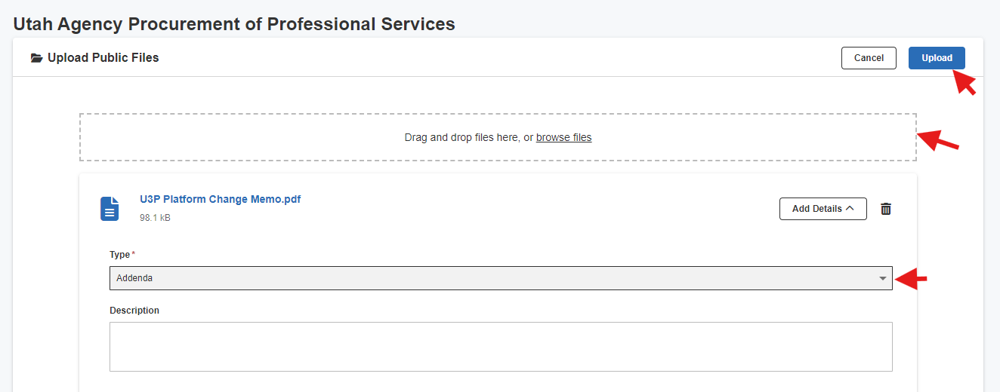 Utah Agency Procurement of Professional Services
Upload Public Files
Cancel
Upload
Drag and drop files here, or browse files
U3P Platform Change Memo.pdf
98.1 kB
Add Details
Type *
Addenda
Description